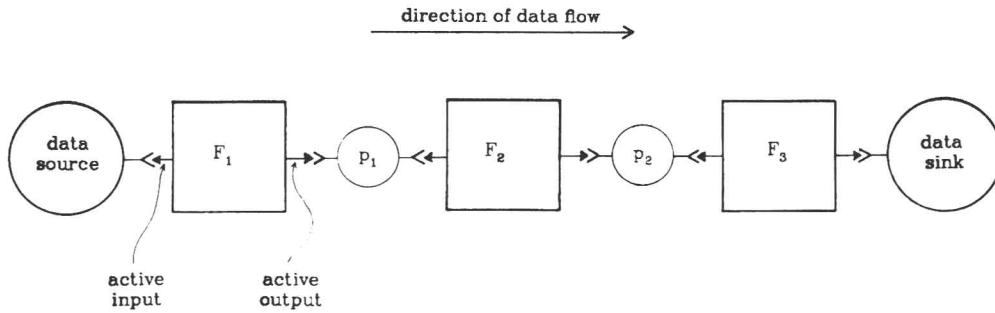 direction of data flow
data
source
F1
P1
F2
P2
F3
data
sink
active
input
active
output